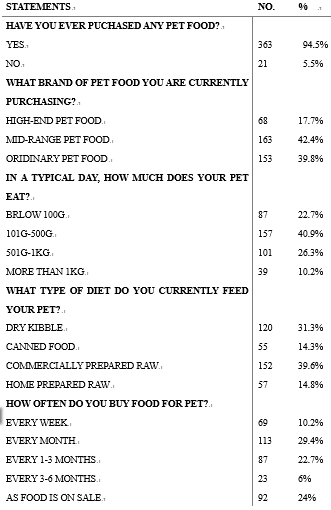 STATEMENTS NO. %
HAVE YOU EVER PUCHASED ANY PET FOOD?
YES 363 94.5%
NO 21 5.5%
WHAT BRAND OF PET FOOD YOU ARE CURRENTLY
PURCHASING?
HIGH-END PET FOOD 68 17.7%
MID-RANGE PET FOOD 163 42.4%
ORIDINARY PET FOOD 153 39.8%
IN A TYPICAL DAY, HOW MUCH DOES YOUR PET
EAT?
BRLOW 100G 87 22.7%
101G-500G 157 40.9%
501G-1KG 101 26.3%
MORE THAN 1KG 39 10.2%
WHAT TYPE OF DIET DO YOU CURRENTLY FEED
YOUR PET?
DRY KIBBLE 120 31.3%
CANNED FOOD 55 14.3%
COMMERCIALLY PREPARED RAW 152 39.6%
HOME PREPARED RAW 57 14.8%
HOW OFTEN DO YOU BUY FOOD FOR PET?
EVERY WEEK 69 10.2%
EVERY MONTH 113 29.4%
EVERY 1-3 MONTHS 87 22.7%
EVERY 3-6 MONTHS 23 6%
AS FOOD IS ON SALE 92 24%